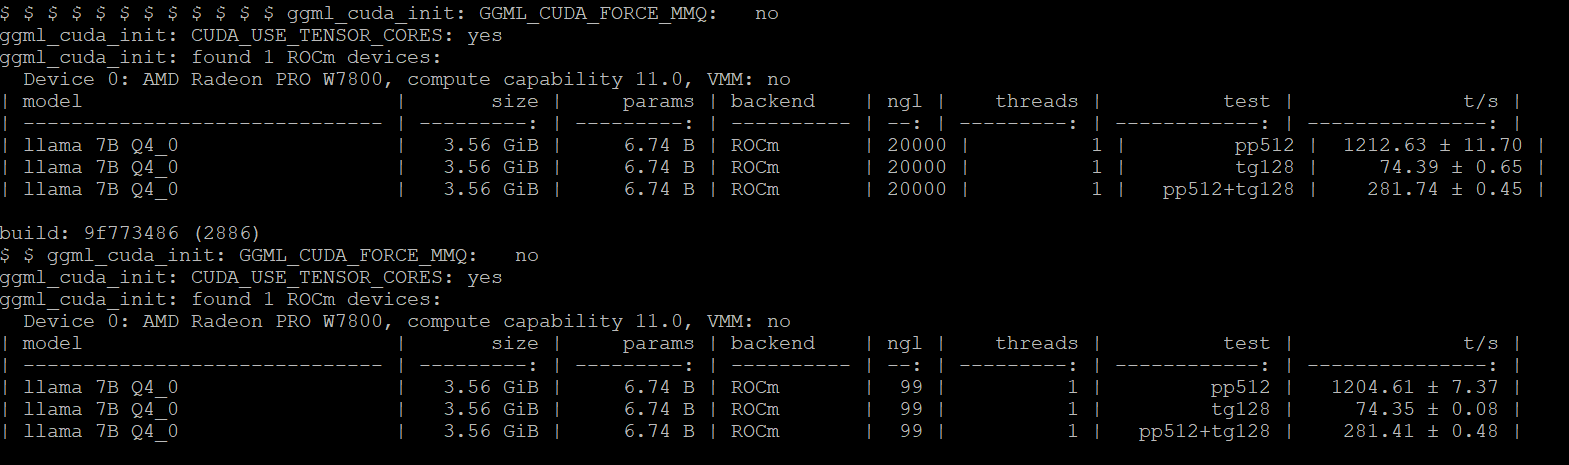 $ $ $ $ $ $ $ $ $ $ $ $ ggml_cuda_init: GGML_CUDA_FORCE_MMQ:   no
ggml_cuda_init: CUDA_USE_TENSOR_CORES: yes
ggml_cuda_init: found 1 ROCm devices:
  Device 0: AMD Radeon PRO W7800, compute capability 11.0, VMM: no
| model                          |       size |     params | backend    | ngl |    threads |          test |              t/s |
| ------------------------------ | ---------: | ---------: | ---------- | --: | ---------: | ------------: | ---------------: |
| llama 7B Q4_0                  |   3.56 GiB |     6.74 B | ROCm       | 20000 |          1 |         pp512 |  1212.63 ± 11.70 |
| llama 7B Q4_0                  |   3.56 GiB |     6.74 B | ROCm       | 20000 |          1 |         tg128 |     74.39 ± 0.65 |
| llama 7B Q4_0                  |   3.56 GiB |     6.74 B | ROCm       | 20000 |          1 |   pp512+tg128 |    281.74 ± 0.45 |
build: 9f773486 (2886)
$ $ ggml_cuda_init: GGML_CUDA_FORCE_MMQ:   no
ggml_cuda_init: CUDA_USE_TENSOR_CORES: yes
ggml_cuda_init: found 1 ROCm devices:
  Device 0: AMD Radeon PRO W7800, compute capability 11.0, VMM: no
| model                          |       size |     params | backend    | ngl |    threads |          test |              t/s |
| ------------------------------ | ---------: | ---------: | ---------- | --: | ---------: | ------------: | ---------------: |
| llama 7B Q4_0                  |   3.56 GiB |     6.74 B | ROCm       |  99 |          1 |         pp512 |   1204.61 ± 7.37 |
| llama 7B Q4_0                  |   3.56 GiB |     6.74 B | ROCm       |  99 |          1 |         tg128 |     74.35 ± 0.08 |
| llama 7B Q4_0                  |   3.56 GiB |     6.74 B | ROCm       |  99 |          1 |   pp512+tg128 |    281.41 ± 0.48 |